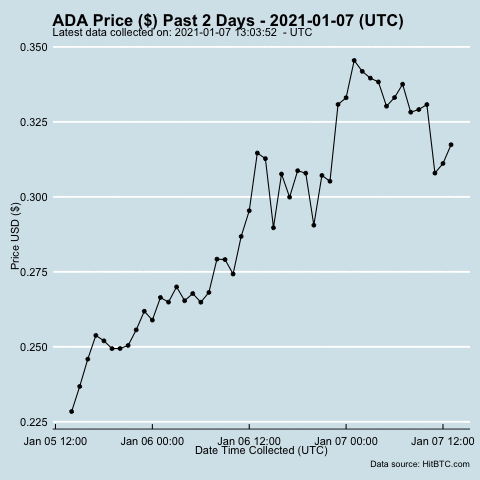 ADA Price ($) Past 2 Days - 2021-01-07 (UTC)
Latest data collected on: 2021-01-07 13:03:52  - UTC
0.350
0.325
0.300
0.275
0.250
0.225
Price USD ($)
Jan 05 12:00 Jan 06 00:00 Jan 06 12:00 Jan 07 00:00 Jan 07 12:00
Date Time Collected (UTC)
Data source: HitBTC.com